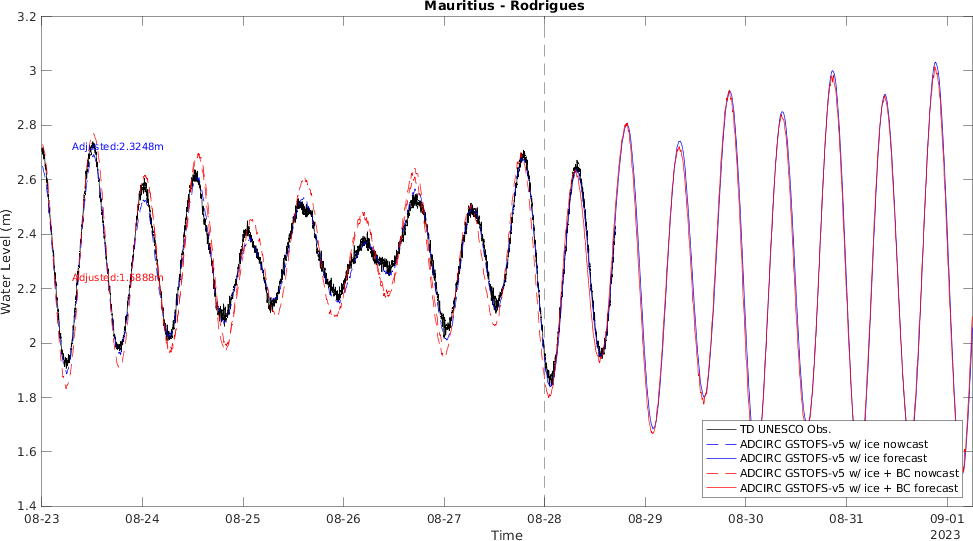 Mauritius - Rodrigues
Water Level (m)
3.2
3
2.8
2.6
2.4
2.2
2
1.8
1.6
1.4
Adjusted:2.3248m
Adjusted:1.6888m
TD UNESCO Obs.
ADCIRC GSTOFS-v5 w/ ice nowcast
ADCIRC GSTOFS-v5 w/ ice forecast
ADCIRC GSTOFS-v5 w/ ice + BC nowcast
ADCIRC GSTOFS-v5 w/ ice + BC forecast
08-23 08-24 08-25 08-26 08-27 08-28 08-29 08-30 08-31 09-01
2023
Time